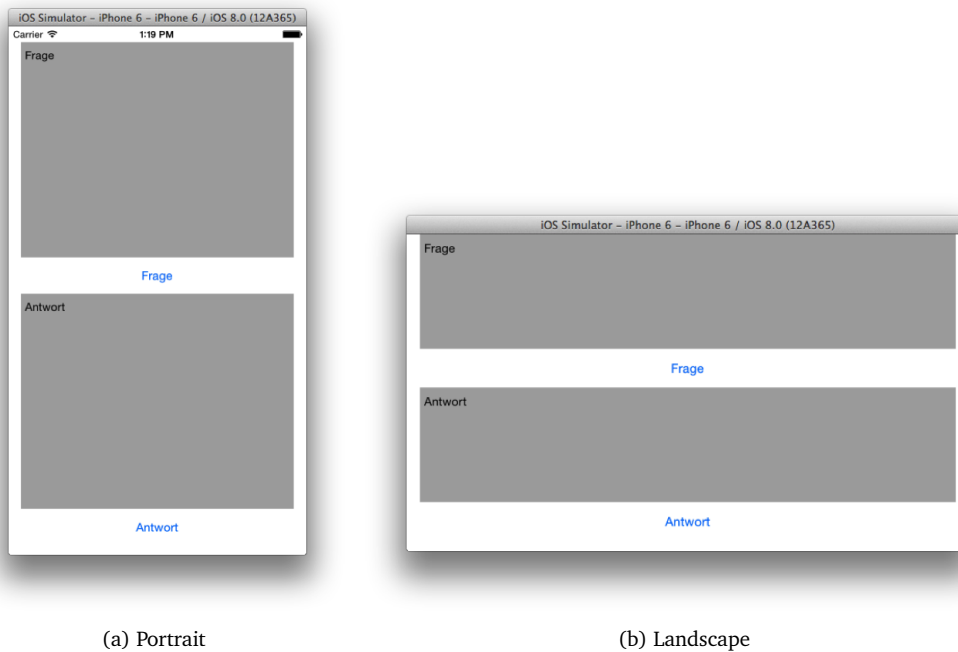 iOS Simulator – iPhone 6 – iPhone 6 / iOS 8.0 (12A365)
Carrier 1:19 PM
Frage
Frage
Antwort
Antwort
(a) Portrait
iOS Simulator – iPhone 6 – iPhone 6 / iOS 8.0 (12A365)
Frage
Frage
Antwort
Antwort
(b) Landscape